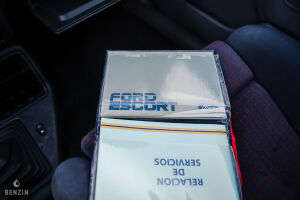 FORD
ESCORT
RELACION
DE
SERVICIOS
BENZIN